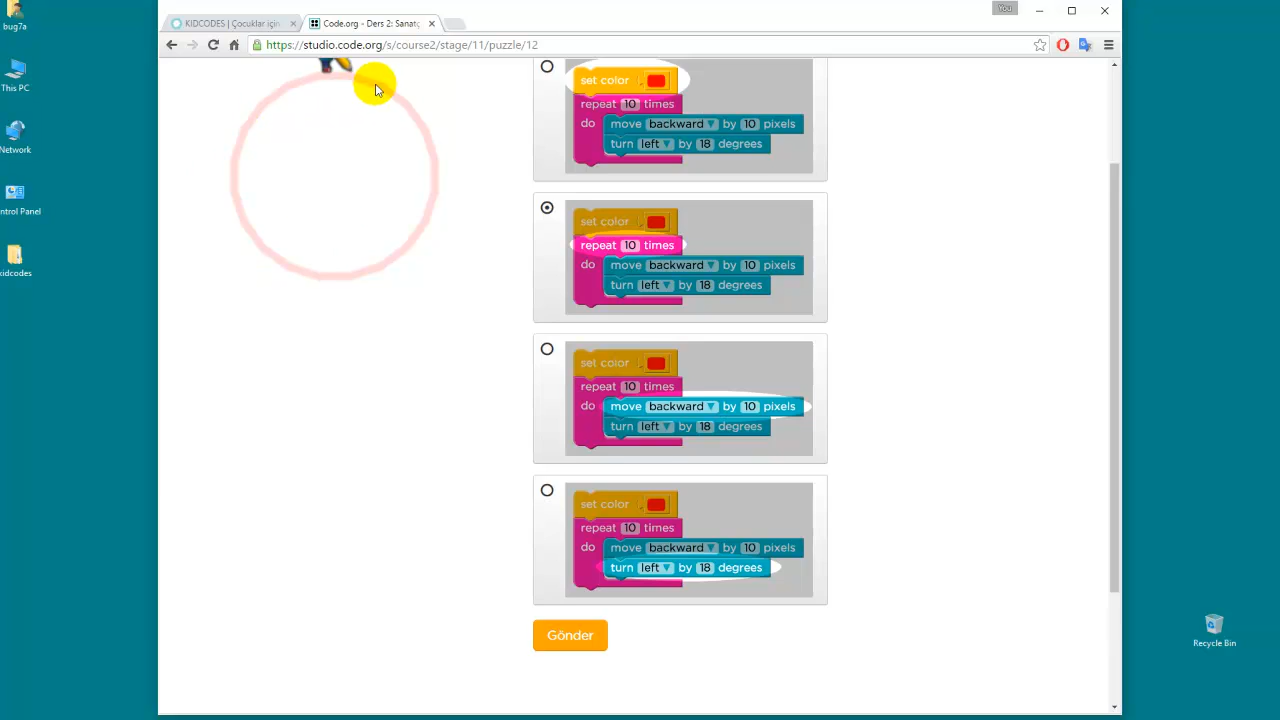 bug7a
This PC
Network
ntrol Panel
kidcodes
KIDCODES | Çocuklar için
Code.org - Ders 2: Sanatç
You
https://studio.code.org/s/course2/stage/11/puzzle/12
set color
repeat 10 times
do move backward by 10 pixels
turn left by 18 degrees
set color
repeat 10 times
do move backward by 10 pixels
turn left by 18 degrees
set color
repeat 10 times
do move backward by 10 pixels
turn left by 18 degrees
set color
repeat 10 times
do move backward by 10 pixels
turn left by 18 degrees
Gönder
Recycle Bin